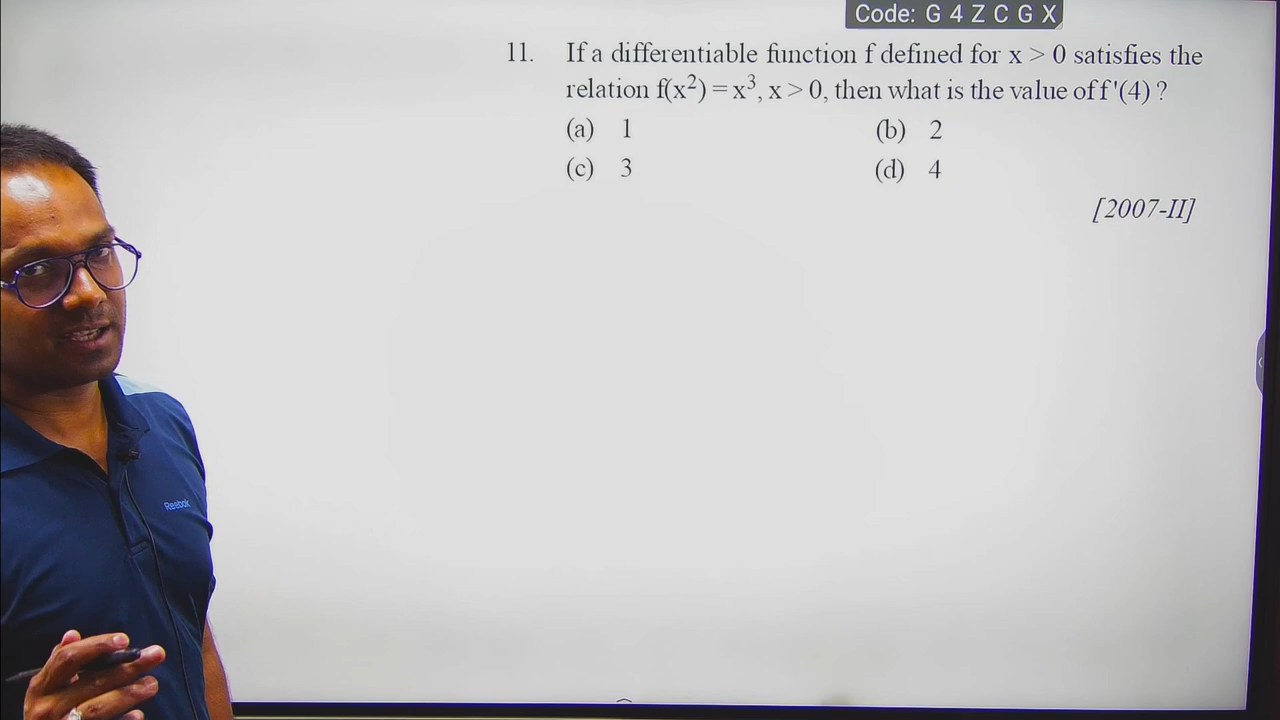 Code: G 4 Z C G X
11. If a differentiable function f defined for x > 0 satisfies the
relation f(x²) = x³, x > 0, then what is the value of f'(4) ?
(a) 1 (b) 2
(c) 3 (d) 4
[2007-II]
Reebok